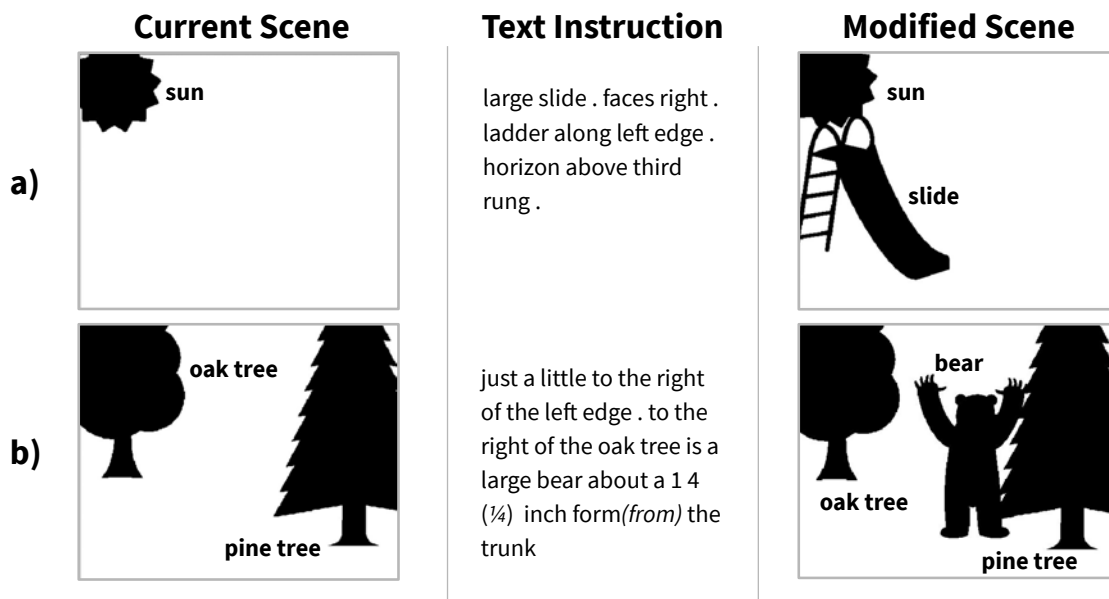 Current Scene Text Instruction Modified Scene
a)
sun
large slide . faces right .
ladder along left edge .
horizon above third
rung .
sun
slide
b)
oak tree
pine tree
just a little to the right
of the left edge . to the
right of the oak tree is a
large bear about a 1 4
(¼) inch form(from) the
trunk
bear
oak tree
pine tree